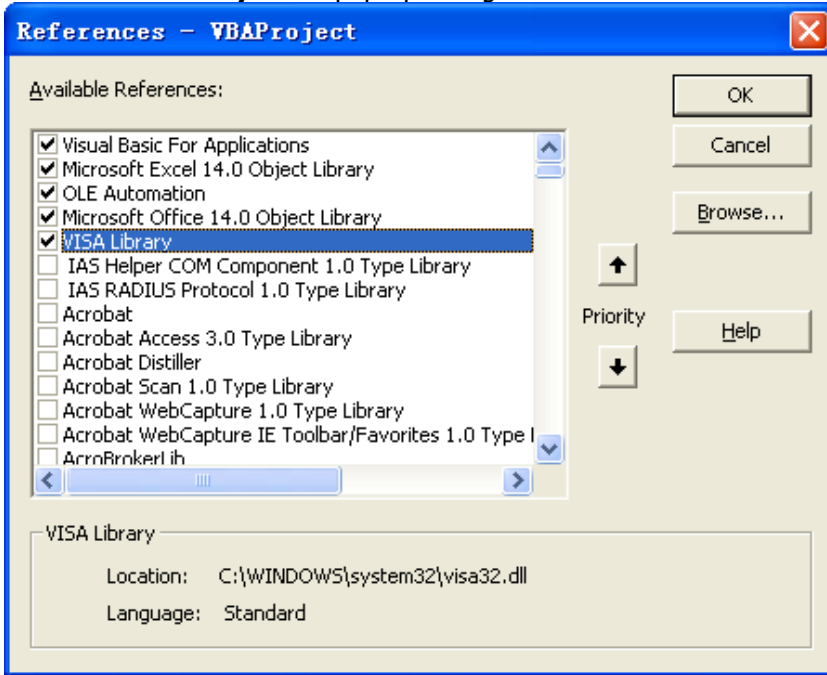 References - VBAProject
Available References:
OK
Visual Basic For Applications
Cancel
Microsoft Excel 14.0 Object Library
OLE Automation
Microsoft Office 14.0 Object Library
Browse...
VISA Library
IAS Helper COM Component 1.0 Type Library
IAS RADIUS Protocol 1.0 Type Library
Acrobat
Priority
Acrobat Access 3.0 Type Library
Help
Acrobat Distiller
Acrobat Scan 1.0 Type Library
Acrobat WebCapture 1.0 Type Library
Acrobat WebCapture IE Toolbar/Favorites 1.0 Type
AcroBrokerLib
VISA Library
Location: C:\WINDOWS\system32\visa32.dll
Language: Standard